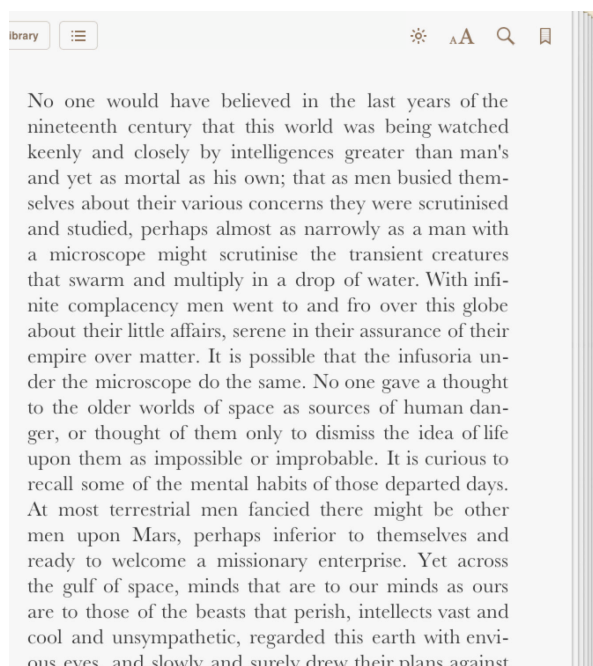 ibrary
AA
No one would have believed in the last years of the
nineteenth century that this world was being watched
keenly and closely by intelligences greater than man's
and yet as mortal as his own; that as men busied them-
selves about their various concerns they were scrutinised
and studied, perhaps almost as narrowly as a man with
a microscope might scrutinise the transient creatures
that swarm and multiply in a drop of water. With infi-
nite complacency men went to and fro over this globe
about their little affairs, serene in their assurance of their
empire over matter. It is possible that the infusoria un-
der the microscope do the same. No one gave a thought
to the older worlds of space as sources of human dan-
ger, or thought of them only to dismiss the idea of life
upon them as impossible or improbable. It is curious to
recall some of the mental habits of those departed days.
At most terrestrial men fancied there might be other
men upon Mars, perhaps inferior to themselves and
ready to welcome a missionary enterprise. Yet across
the gulf of space, minds that are to our minds as ours
are to those of the beasts that perish, intellects vast and
cool and unsympathetic, regarded this earth with envi-
ous eyes, and slowly and surely drew their plans against